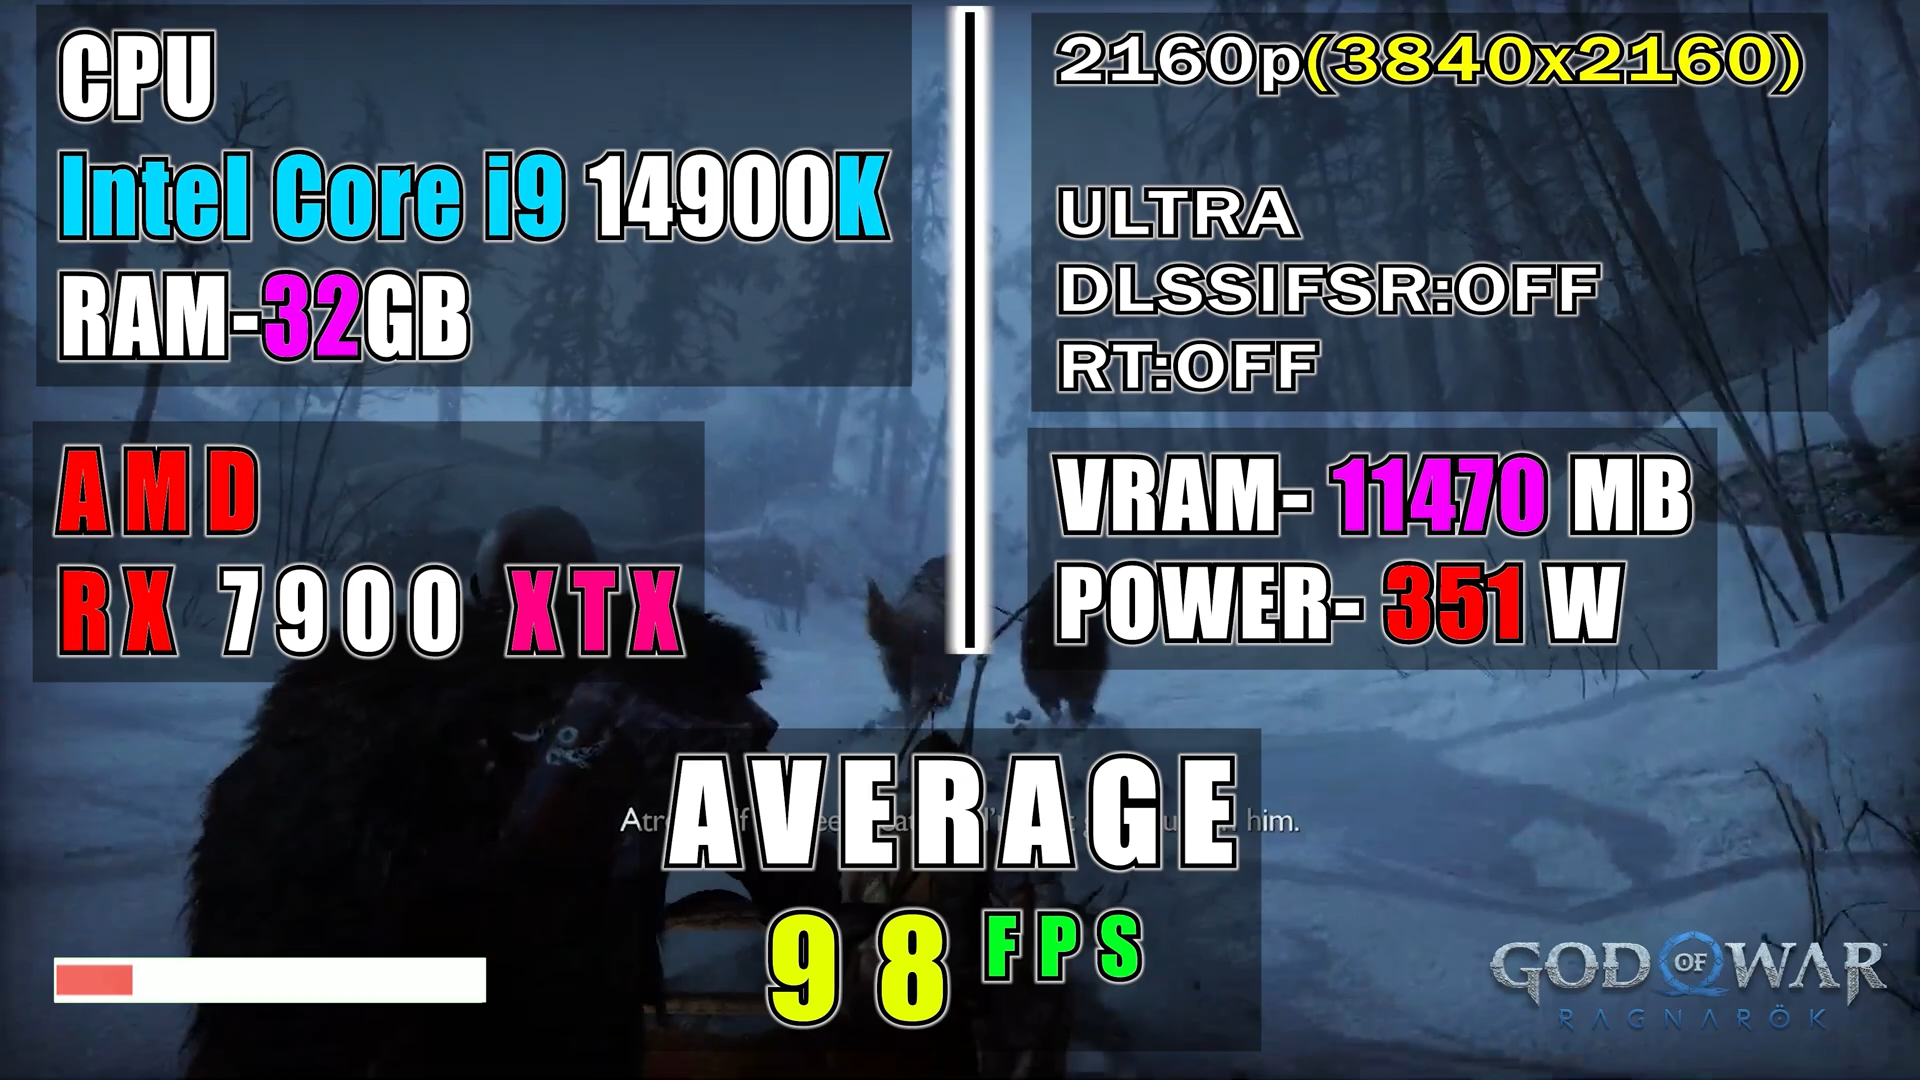 CPU
Intel Core i9 14900K
RAM-32GB
AMD
RX 7900 XTX
2160p(3840x2160)
ULTRA
DLSSIFSR:OFF
RT:OFF
VRAM- 11470 MB
POWER- 351 W
AVERAGE
him.
98 FPS
GOD OF WAR
RAGNARÖK